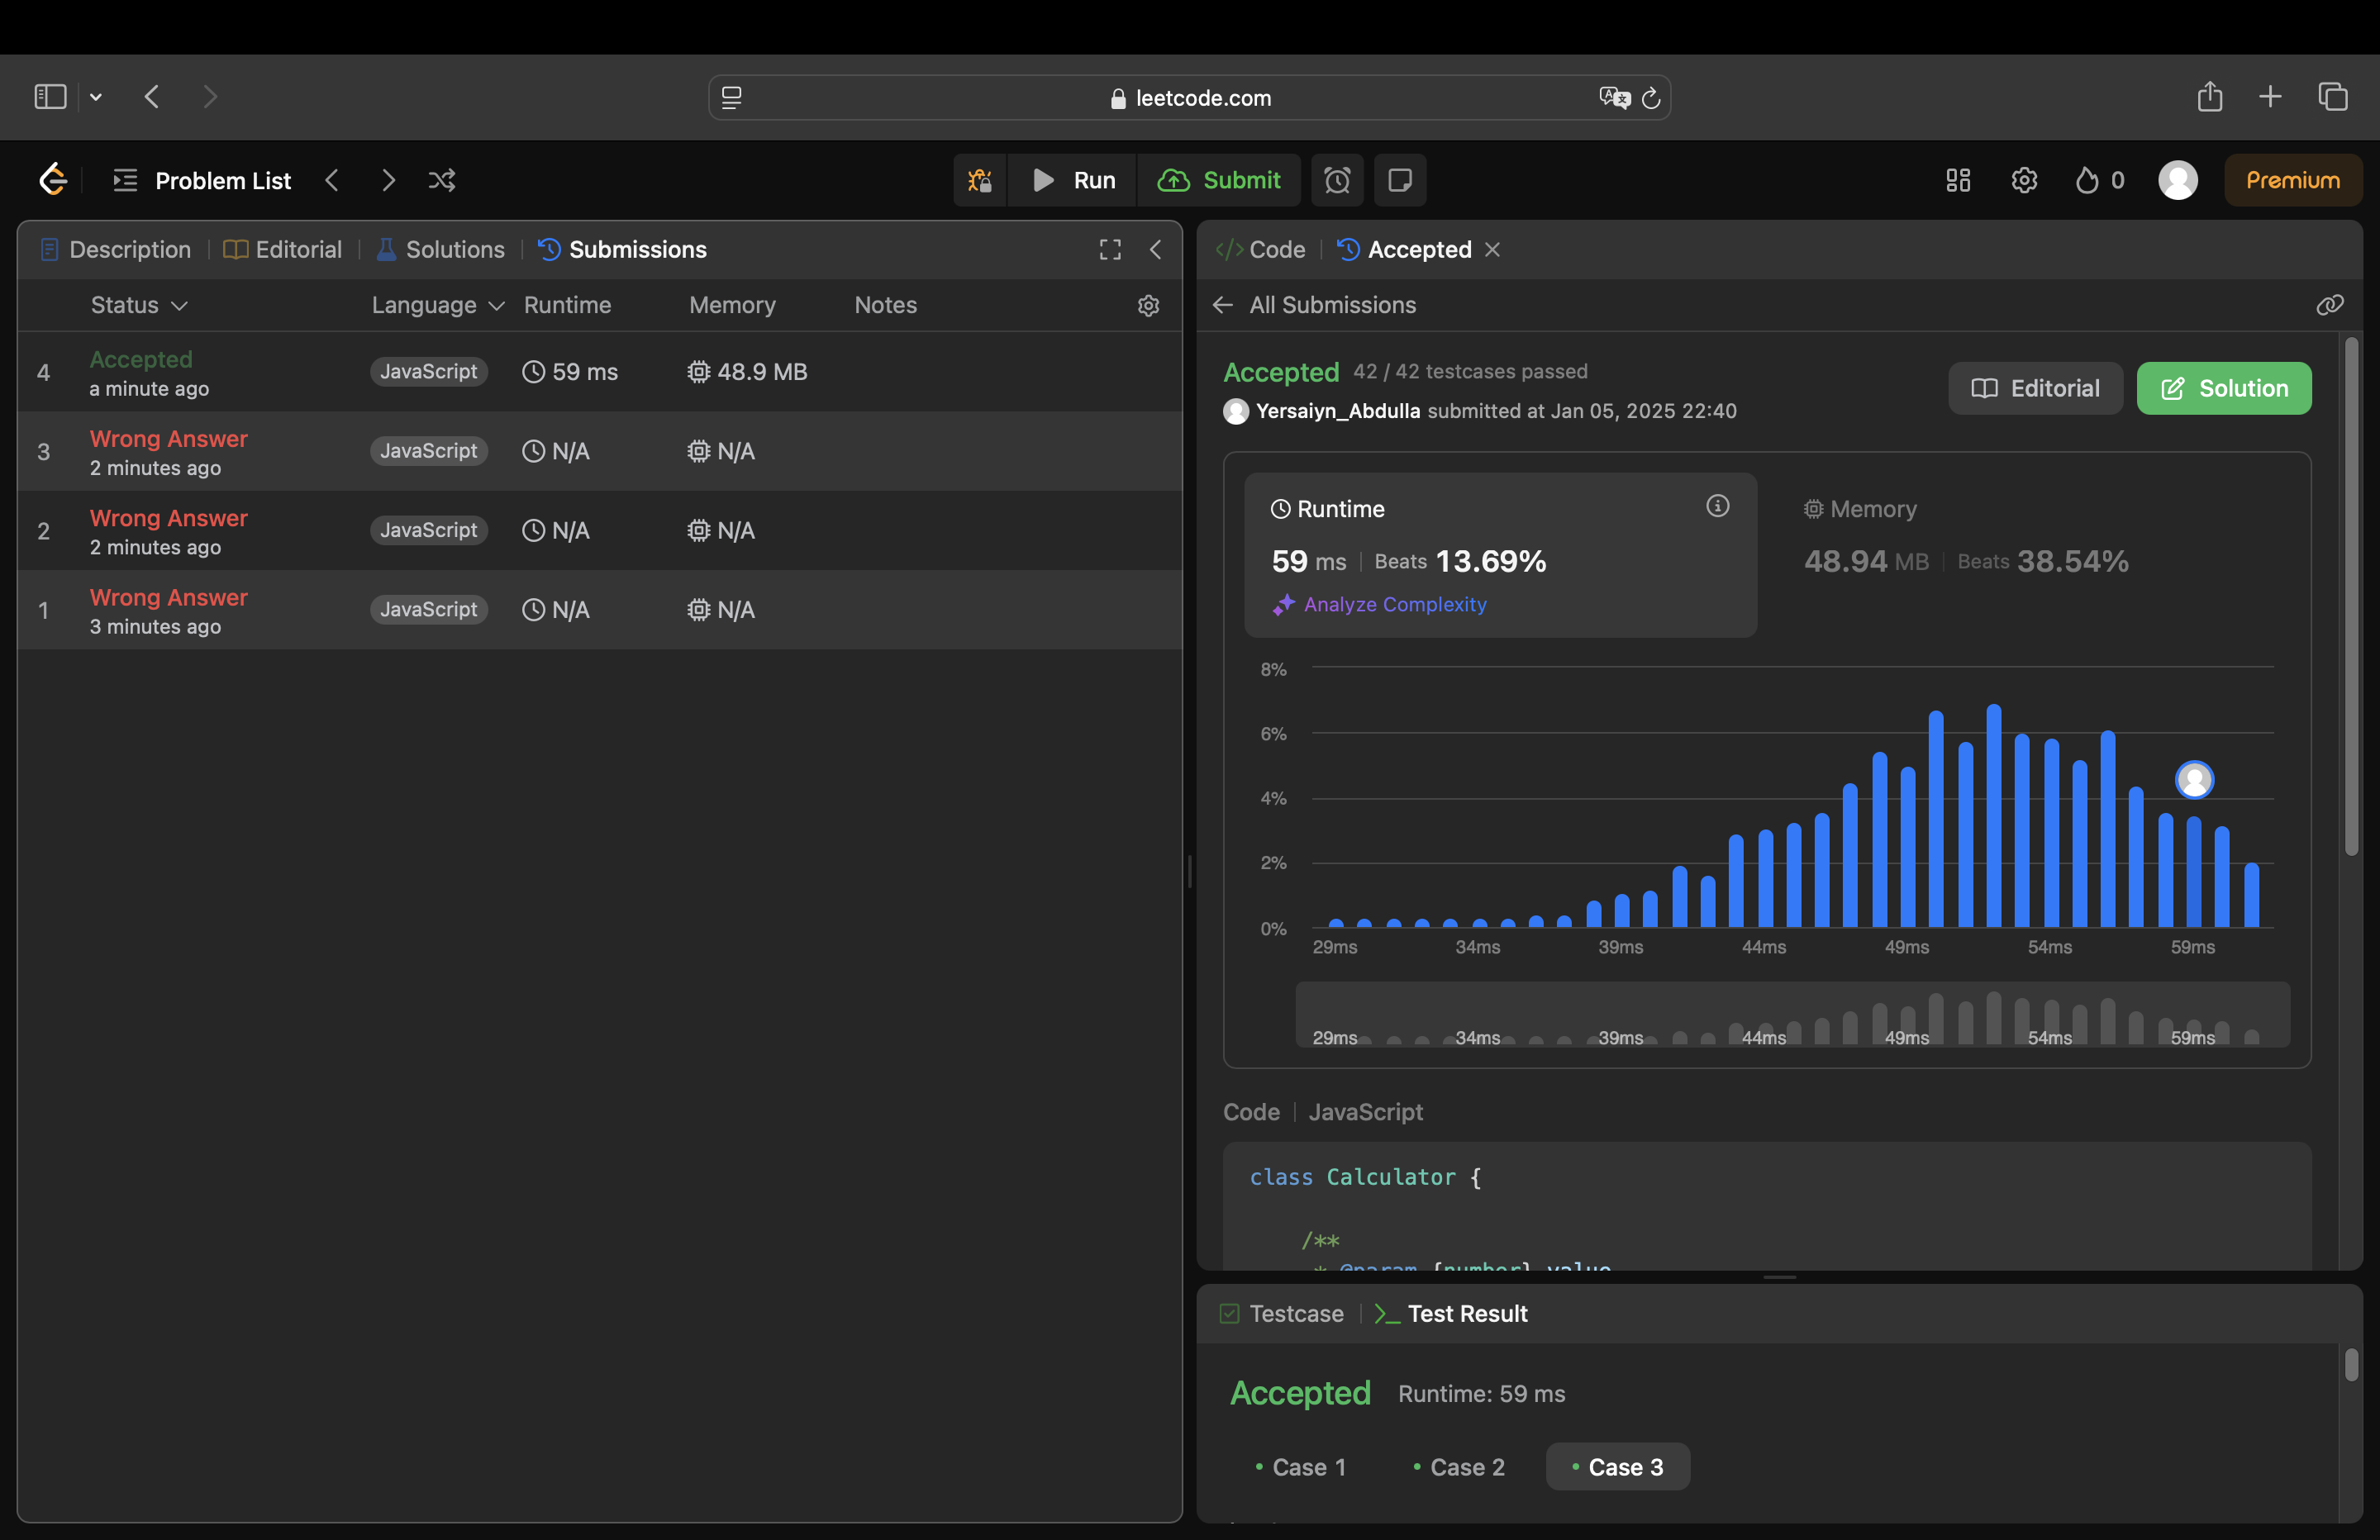 leetcode.com
Problem List
Run
Submit
0
Premium
Description
Editorial
Solutions
Submissions
Status
Language
Runtime
Memory
Notes
4
Accepted
a minute ago
JavaScript
59 ms
48.9 MB
3
Wrong Answer
2 minutes ago
JavaScript
N/A
N/A
2
Wrong Answer
2 minutes ago
JavaScript
N/A
N/A
1
Wrong Answer
3 minutes ago
JavaScript
N/A
N/A
Code
Accepted
All Submissions
Accepted 42 / 42 testcases passed
Yersaiyn_Abdulla submitted at Jan 05, 2025 22:40
Editorial
Solution
Runtime
59 ms | Beats 13.69%
Analyze Complexity
Memory
48.94 MB | Beats 38.54%
8%
6%
4%
2%
0%
29ms 34ms 39ms 44ms 49ms 54ms 59ms
29ms 34ms 39ms 44ms 49ms 54ms 59ms
Code | JavaScript
class Calculator {
/**
* @param {number} value
Testcase
>_ Test Result
Accepted Runtime: 59 ms
• Case 1
• Case 2
• Case 3